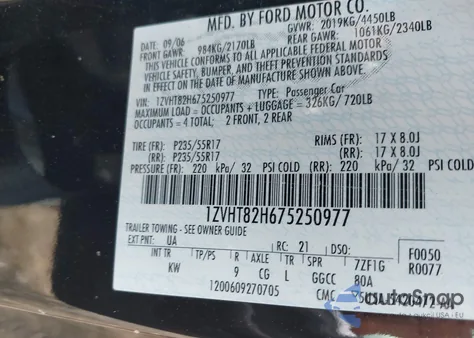 MFD. BY FORD MOTOR CO.
09/06 GVWR: 2019KG/4450LB
FRONT GAWR: 984KG/2170LB REAR GAWR: 1061KG/2340LB
THIS VEHICLE CONFORMS TO ALL APPLICABLE FEDERAL MOTOR
VEHICLE SAFETY, BUMPER, AND THEFT PREVENTION STANDARDS
IN EFFECT ON THE DATE OF MANUFACTURE SHOWN ABOVE.
VIN: 1ZVHT82H675250977 TYPE: Passenger Car
MAXIMUM LOAD = OCCUPANTS + LUGGAGE = 326KG/720LB
OCCUPANTS = 4 TOTAL: 2 FRONT, 2 REAR
TIRE (FR): P235/55R17 RIMS (FR): 17 X 8.0J
(RR): P235/55R17 (RR): 17 X 8.0J
PRESSURE (FR): 220 kPa/ 32 PSI COLD (RR): 220 kPa/ 32 PSI COLD
1ZVHT82H675250977
TRAILER TOWING - SEE OWNER GUIDE
EXT PNT: UA RC: 21 DSO: F0050
INT TR TP/PS R AX TR SPR R0077
KW 9 CG L GGCC 7ZF1G 80A
1200609270705 CMC
autoSnap